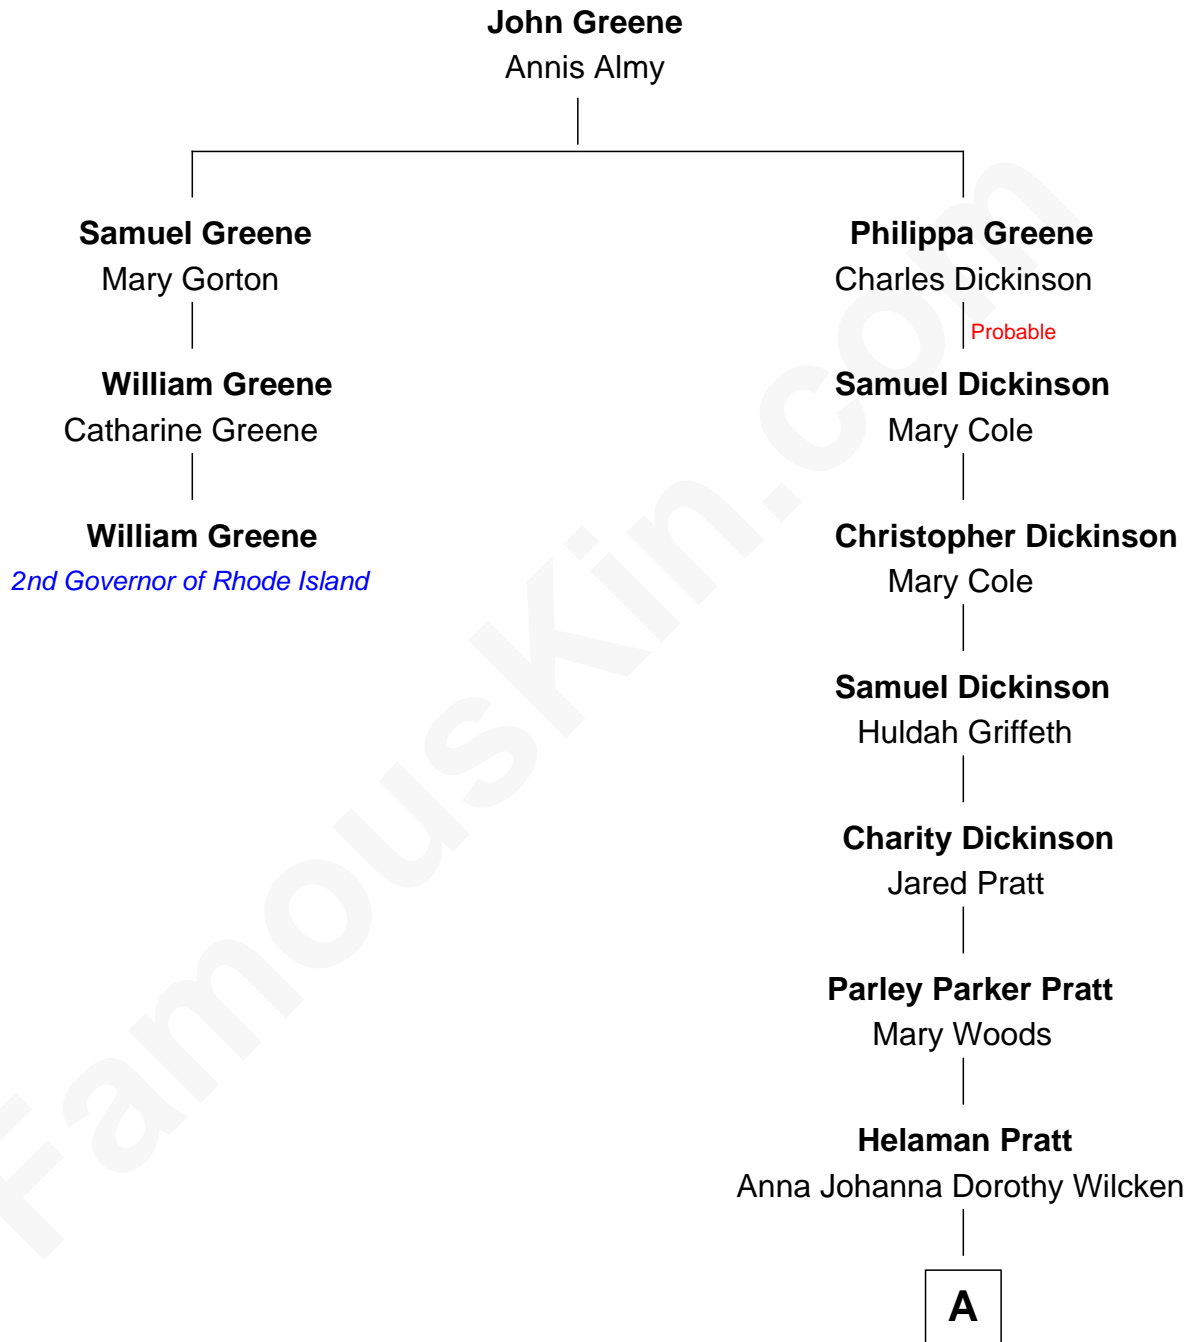 John Greene
Annis Almy
Samuel Greene
Mary Gorton
William Greene
Catharine Greene
William Greene
2nd Governor of Rhode Island
Philippa Greene
Charles Dickinson
Probable
Samuel Dickinson
Mary Cole
Christopher Dickinson
Mary Cole
Samuel Dickinson
Huldah Griffeth
Charity Dickinson
Jared Pratt
Parley Parker Pratt
Mary Woods
Helaman Pratt
Anna Johanna Dorothy Wilcken
A
FamousKin.com